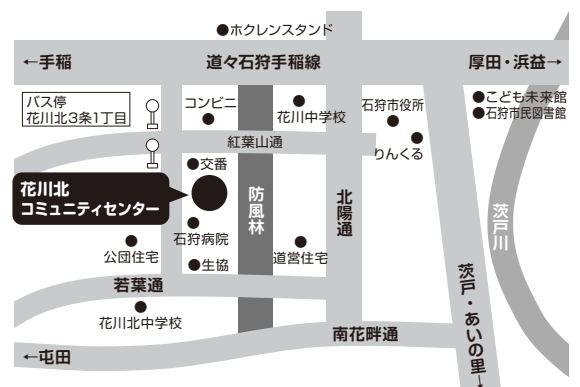 ●ホクレンスタンド
←手稲
道々石狩手稲線
厚田・浜益→
バス停
花川北3条1丁目
コンビニ
花川中学校
石狩市役所
●こども未来館
●石狩市民図書館
紅葉山通
りんくる
●交番
花川北
コミュニティセンター
防風林
北陽通
茨戸川
石狩病院
公団住宅
道営住宅
●生協
若葉通
茨戸・あいの里→
花川北中学校
南花畔通
←屯田